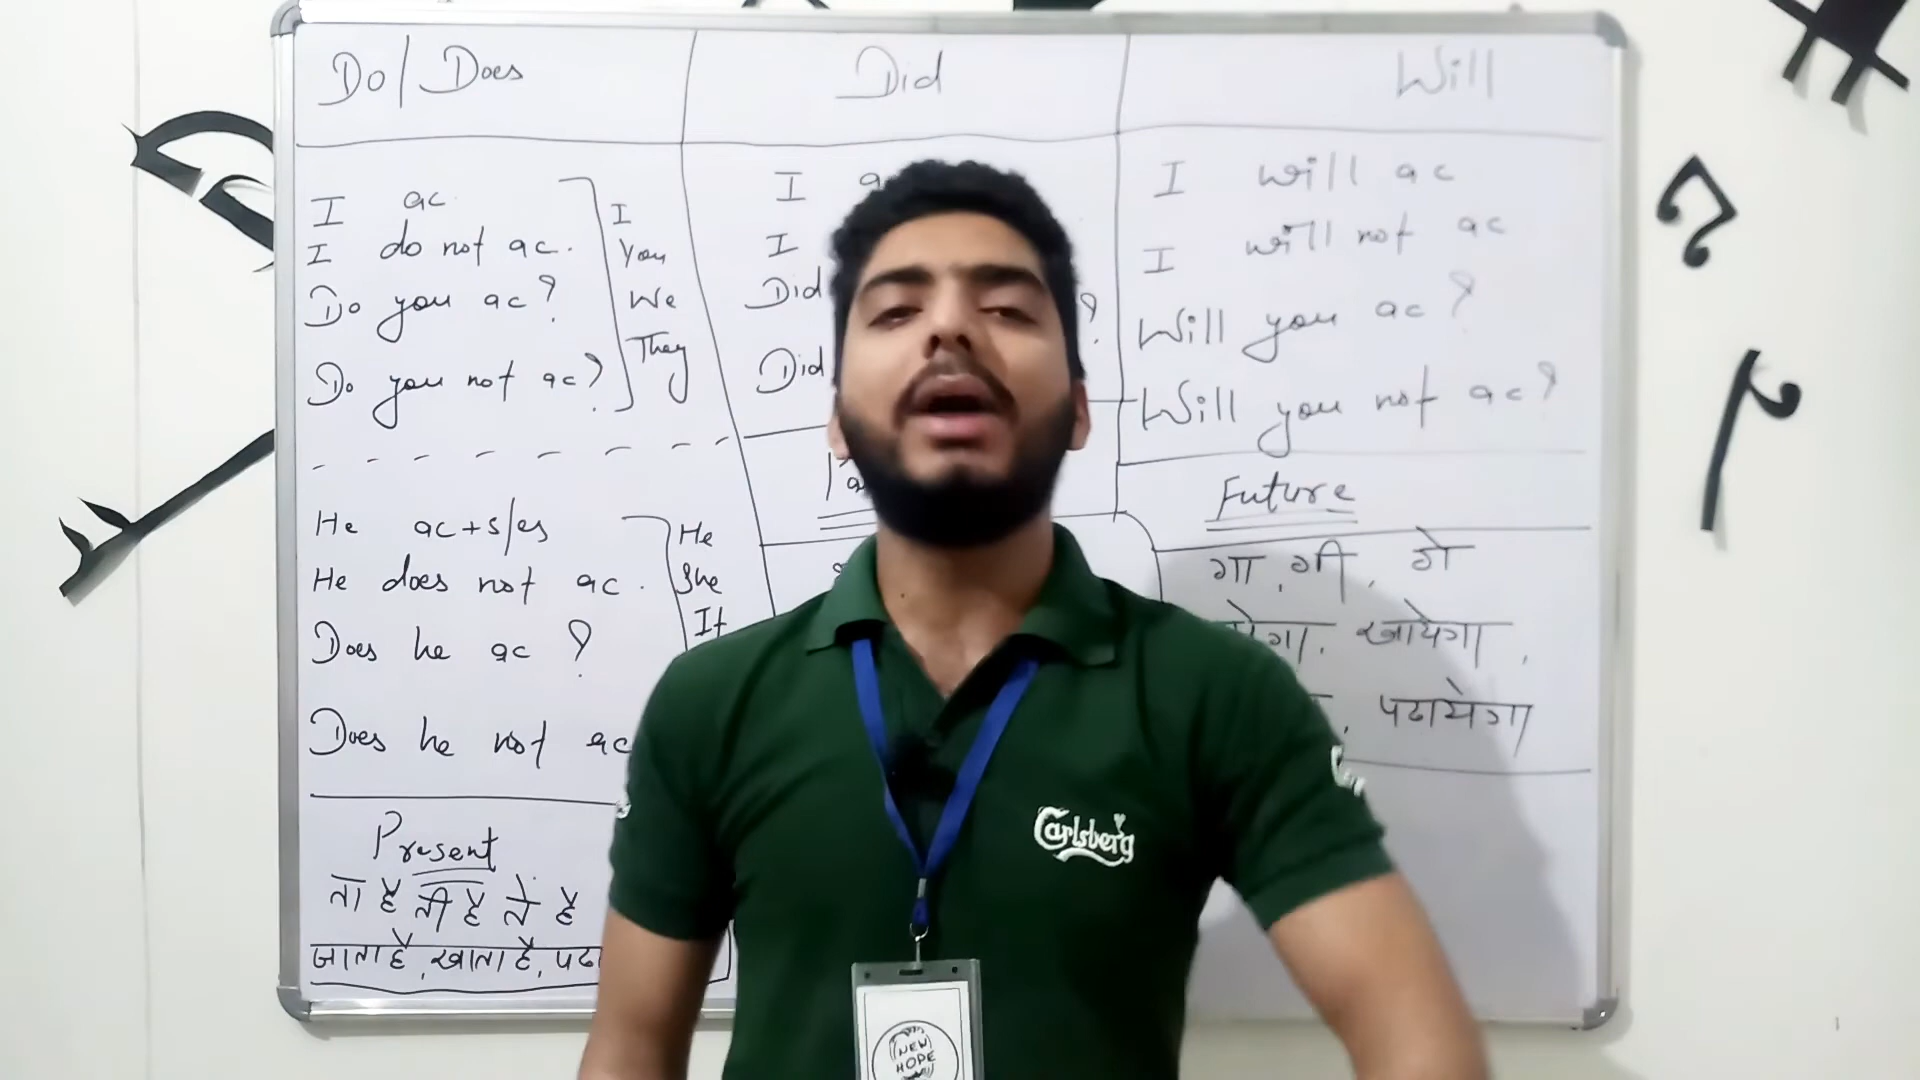 Do/Does
I ac
I do not ac.
Do you ac?
Do you not ac?
I
You
We
They
He ac+s/es
He does not ac.
Does he ac?
Does he not ac
He
She
It
Present
ता है ती है ते है
जाता है, खाता है,
Did
I
I
Did
Did
Will
I will ac
I will not ac
Will you ac?
Will you not ac?
Future
गा, गी, गे
खायेगा,
, पढायेगा
Carlsberg
NEW
HOPE